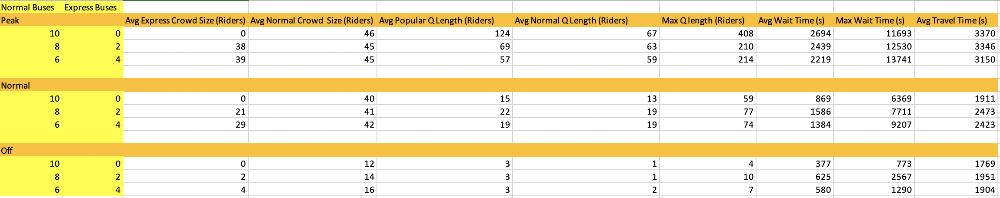 Normal Buses Express Buses
Peak Avg Express Crowd Size (Riders) Avg Normal Crowd Size (Riders) Avg Popular Q Length (Riders) Avg Normal Q Length (Riders) Max Q length (Riders) Avg Wait Time (s) Max Wait Time (s) Avg Travel Time (s)
10 0 0 46 124 67 408 2694 11693 3370
8 2 38 45 69 63 210 2439 12530 3346
6 4 39 45 57 59 214 2219 13741 3150
Normal
10 0 0 40 15 13 59 869 6369 1911
8 2 21 41 22 19 77 1586 7711 2473
6 4 29 42 19 19 74 1384 9207 2423
Off
10 0 0 12 3 1 4 377 773 1769
8 2 2 14 3 1 10 625 2567 1951
6 4 4 16 3 2 7 580 1290 1904